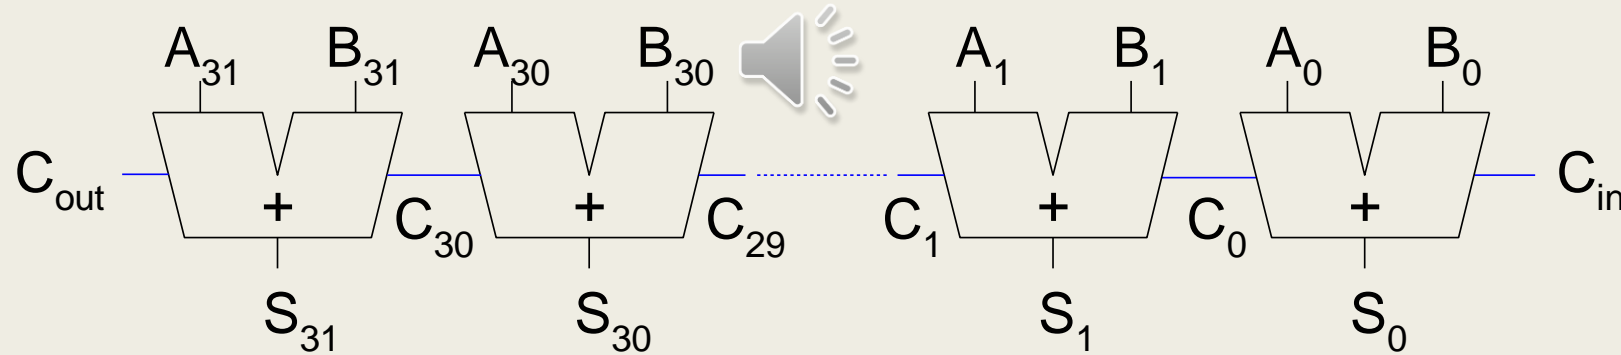 A31 B31 A30 B30 A1 B1 A0 B0
Cout + C30 + C29 C1 + C0 + Cin
S31 S30 S1 S0